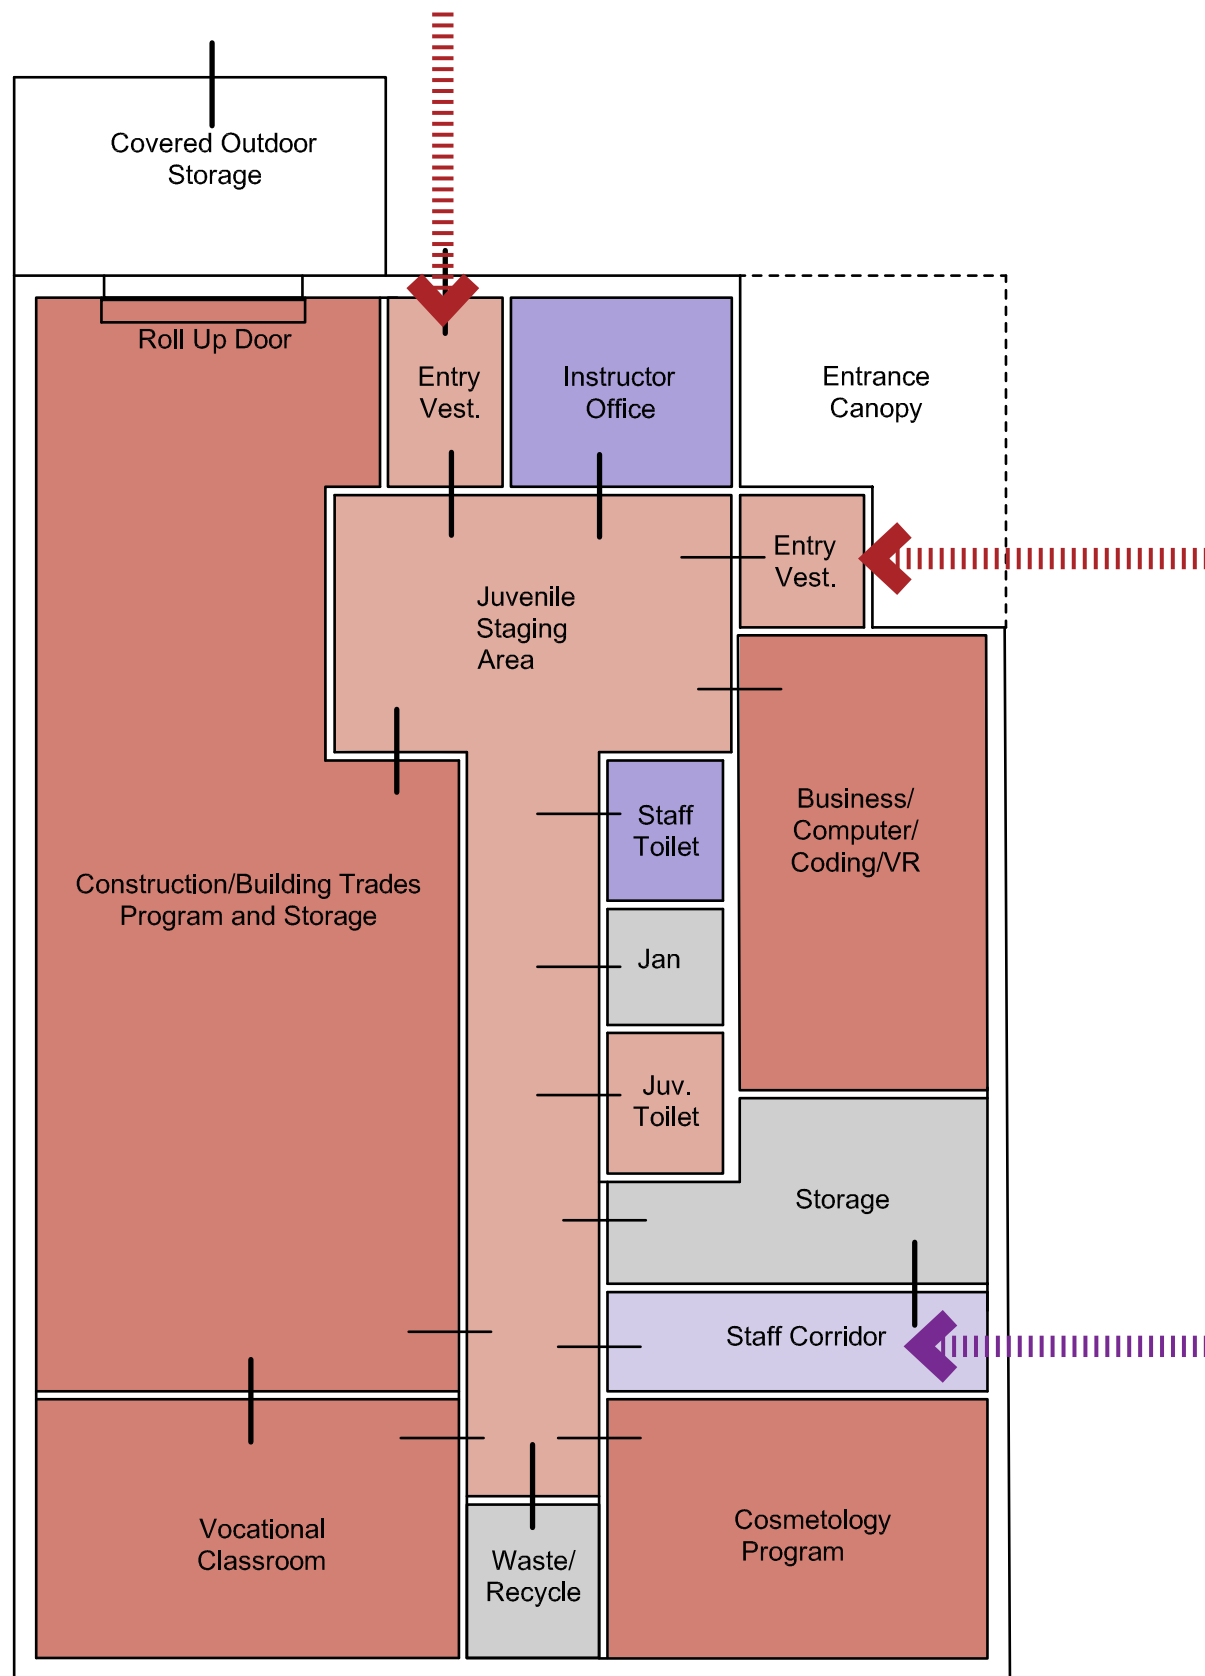 Covered Outdoor
Storage
Roll Up Door
Entry
Vest.
Instructor
Office
Entrance
Canopy
Entry
Vest.
Juvenile
Staging
Area
Staff
Toilet
Business/
Computer/
Coding/VR
Construction/Building Trades
Program and Storage
Jan
Juv.
Toilet
Storage
Staff Corridor
Vocational
Classroom
Waste/
Recycle
Cosmetology
Program